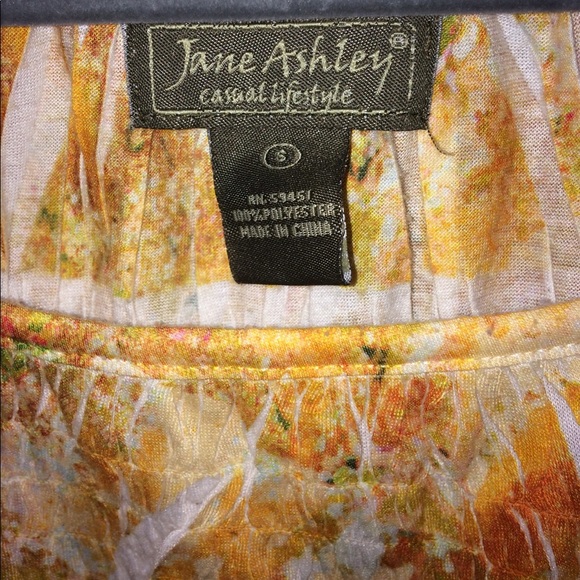 Jane Ashley®
casual lifestyle
S
RN:59451
100%POLYESTER
MADE IN CHINA